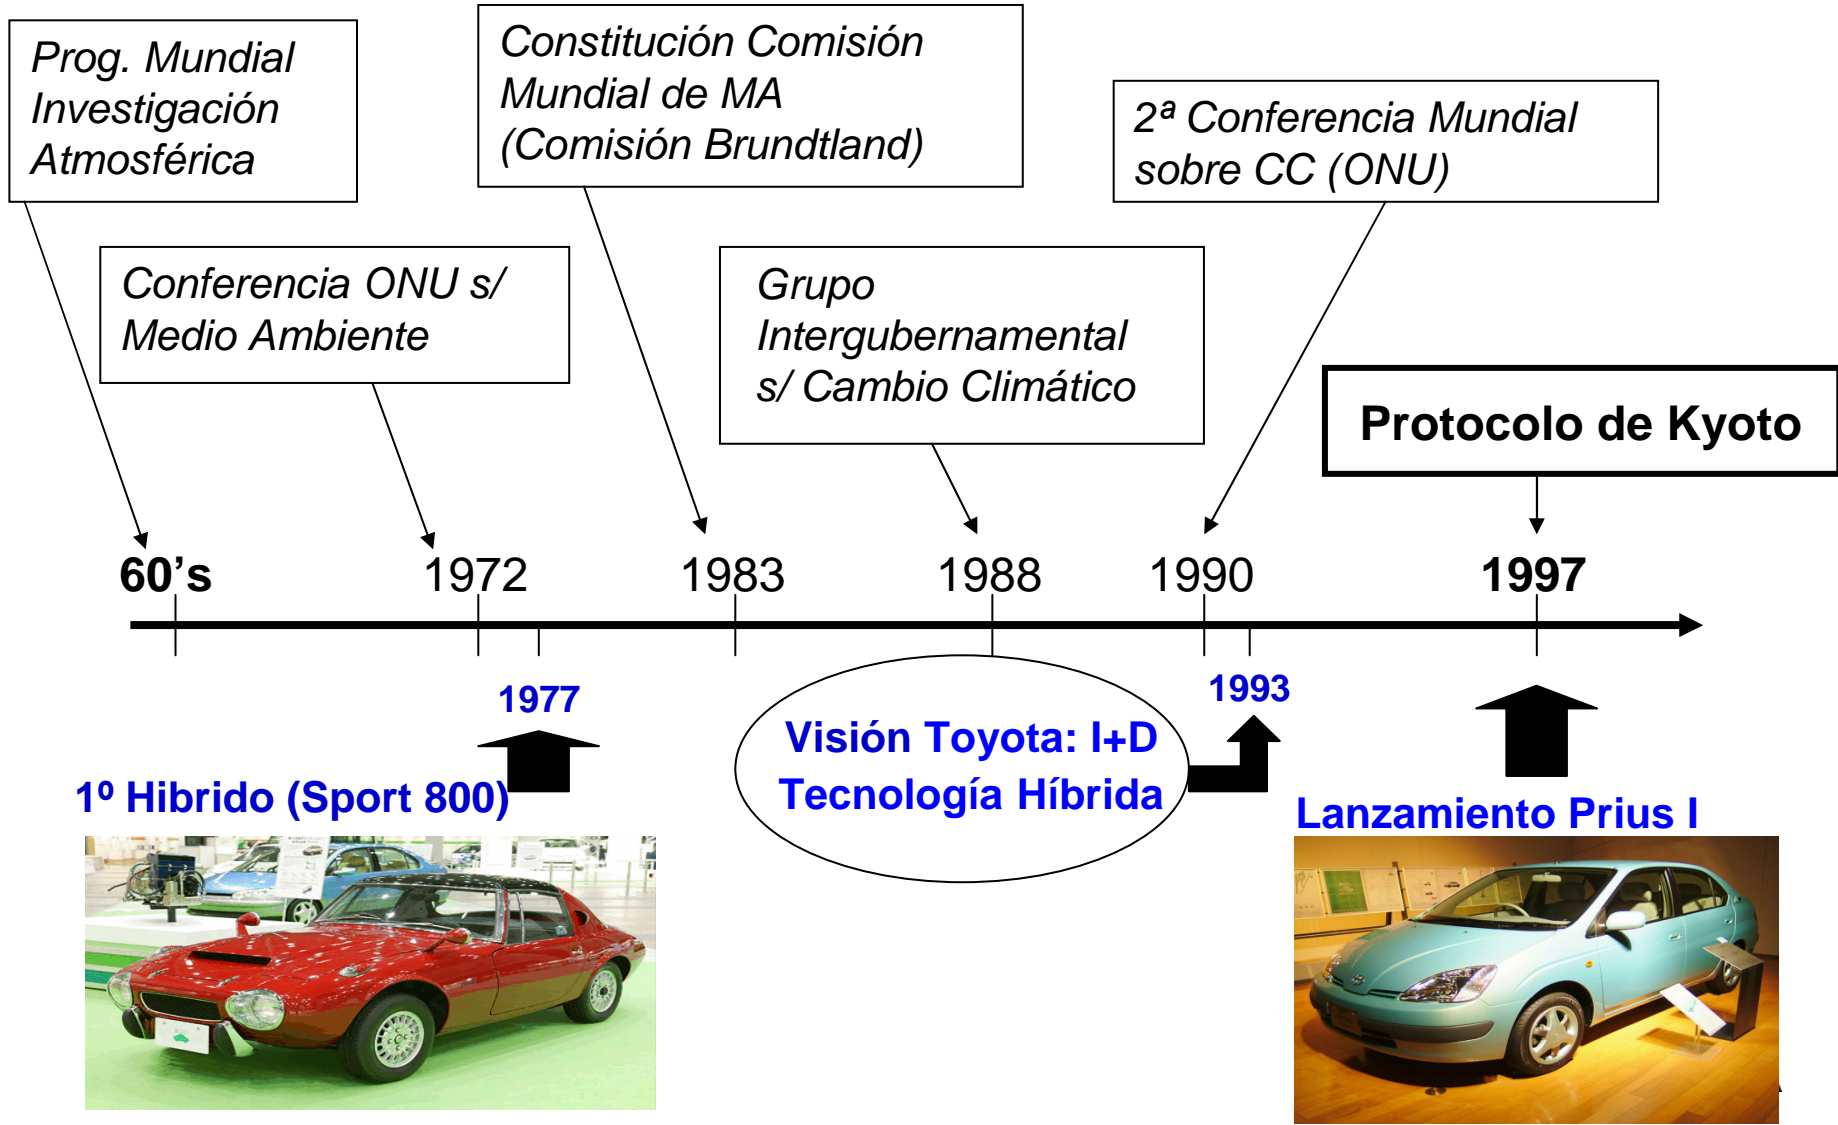 Prog. Mundial
Investigación
Atmosférica
Constitución Comisión
Mundial de MA
(Comisión Brundtland)
2ª Conferencia Mundial
sobre CC (ONU)
Conferencia ONU s/
Medio Ambiente
Grupo
Intergubernamental
s/ Cambio Climático
Protocolo de Kyoto
60’s
1972
1983
1988
1990
1997
1977
1993
Visión Toyota: I+D
Tecnología Híbrida
1º Hibrido (Sport 800)
Lanzamiento Prius I